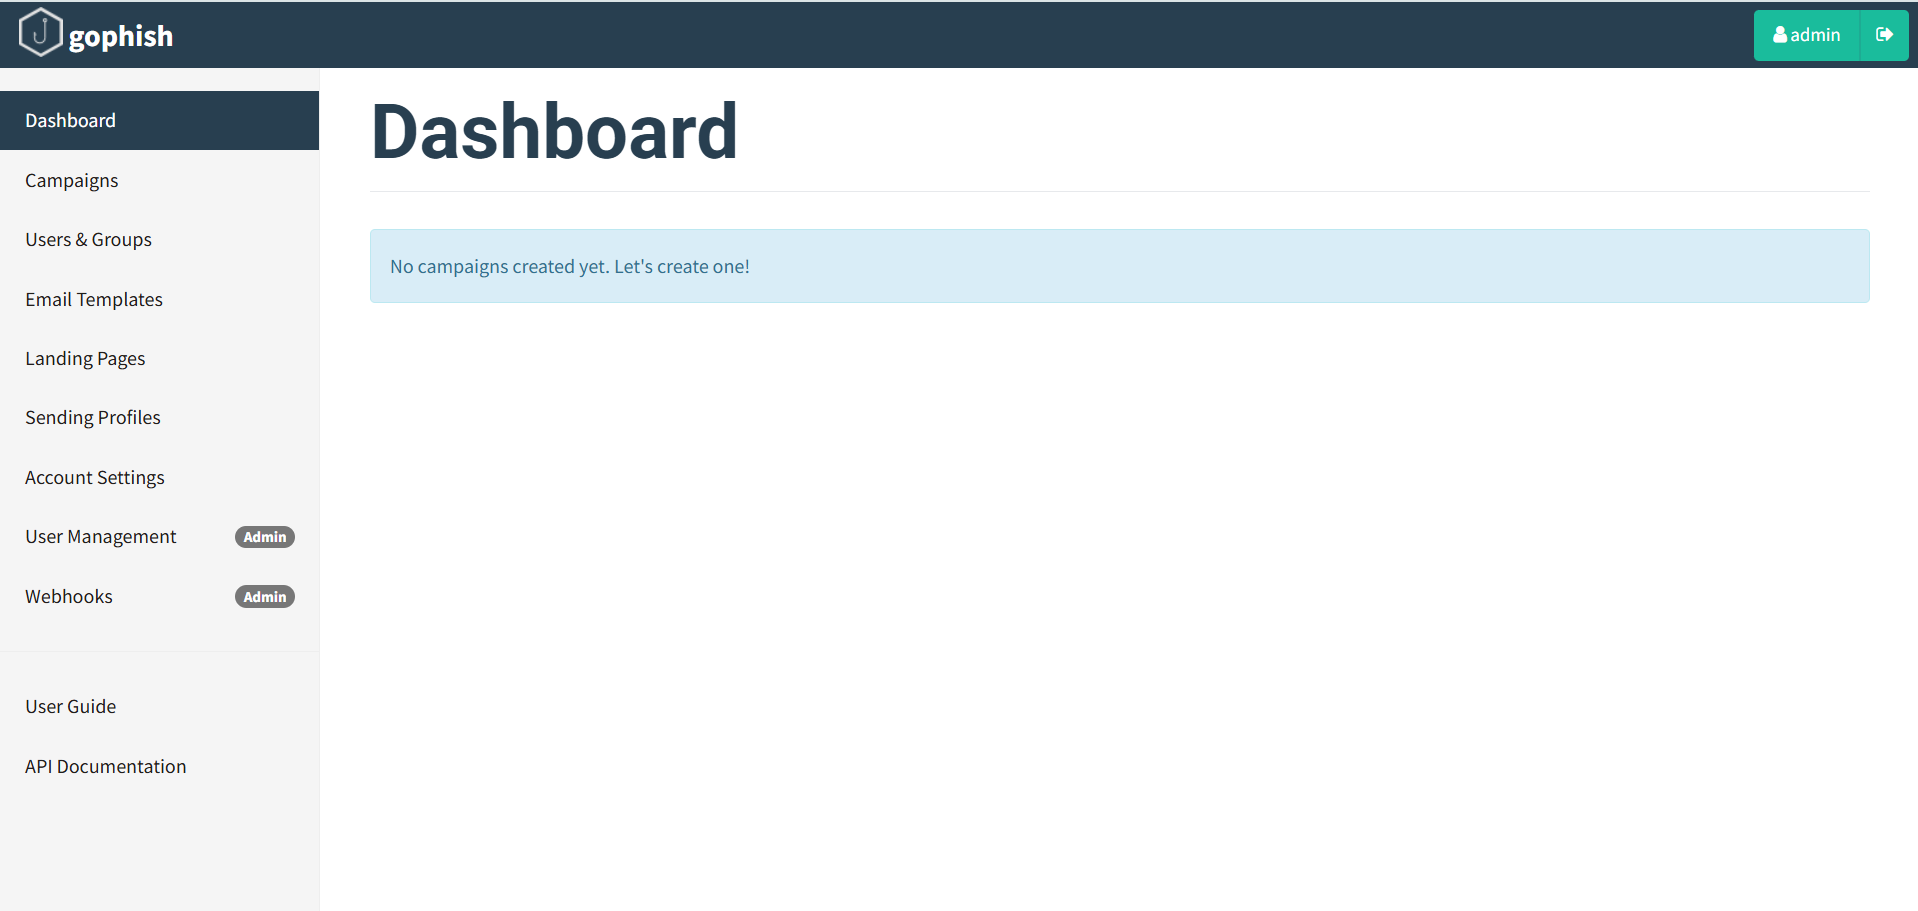 gophish
admin
Dashboard
Campaigns
Users & Groups
Email Templates
Landing Pages
Sending Profiles
Account Settings
User Management Admin
Webhooks Admin
User Guide
API Documentation
Dashboard
No campaigns created yet. Let's create one!